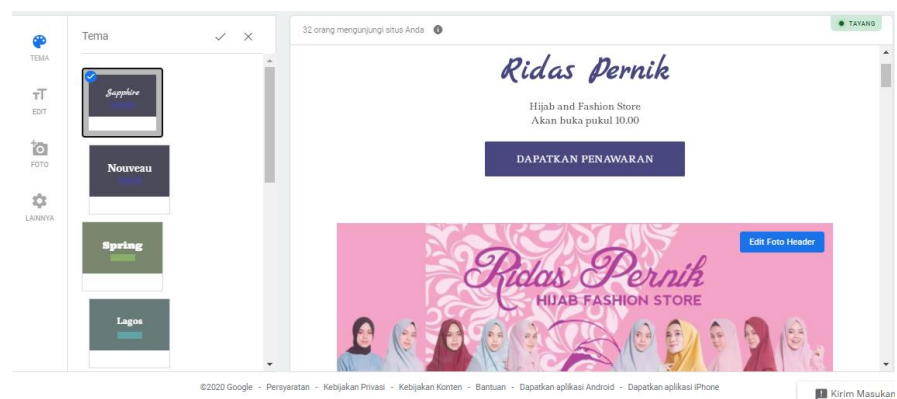 TEMA
EDIT
FOTO
LAINNYA
Tema
Sapphire
Nouveau
Spring
Lagos
32 orang mengunjungi situs Anda
TAYANG
Ridas Pernik
Hijab and Fashion Store
Akan buka pukul 10.00
DAPATKAN PENAWARAN
Edit Foto Header
Ridas Pernik
HIJAB FASHION STORE
©2020 Google - Persyaratan - Kebijakan Privasi - Kebijakan Konten - Bantuan - Dapatkan aplikasi Android - Dapatkan aplikasi iPhone
Kirim Masukan